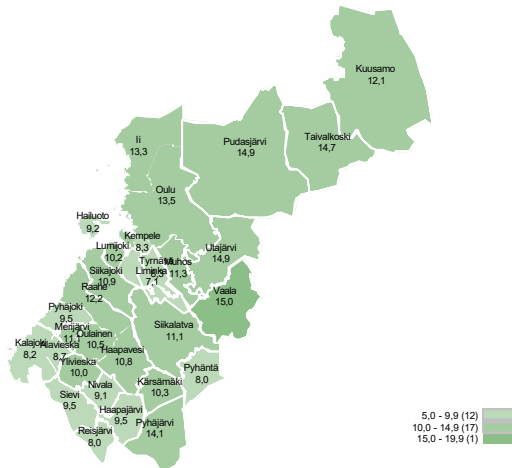 Kuusamo
12,1
Ii
13,3
Pudasjärvi
14,9
Taivalkoski
14,7
Oulu
13,5
Hailuoto
9,2
Kempele
8,3
Lumijoki
10,2
Tyrnävä
Muhos
11,3
Liminka
7,1
Utajärvi
14,9
Siikajoki
10,9
Raahe
12,2
Vaala
15,0
Pyhäjoki
9,5
Merijärvi
Oulainen
10,5
Siikalatva
11,1
Kalajoki
8,2
Alavieska
8,7
Haapavesi
10,8
Ylivieska
10,0
Pyhäntä
8,0
Nivala
9,1
Kärsämäki
10,3
Sievi
9,5
Haapajärvi
9,5
Reisjärvi
8,0
Pyhäjärvi
14,1
5,0 - 9,9 (12)
10,0 - 14,9 (17)
15,0 - 19,9 (1)